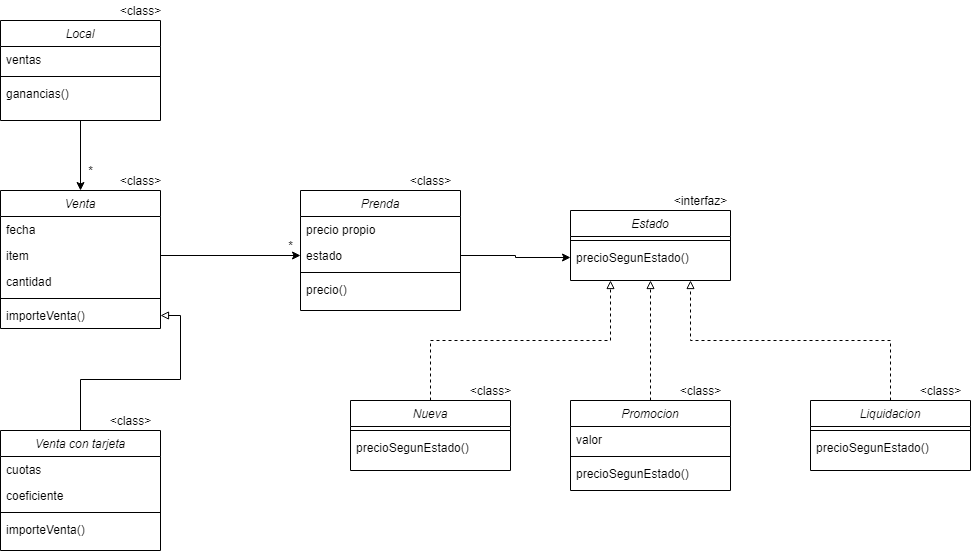 <class>
Local
ventas
ganancias()
*
<class>
Venta
fecha
item
cantidad
importeVenta()
*
<class>
Prenda
precio propio
estado
precio()
<interfaz>
Estado
precioSegunEstado()
<class>
Venta con tarjeta
cuotas
coeficiente
importeVenta()
<class>
Nueva
precioSegunEstado()
<class>
Promocion
valor
precioSegunEstado()
<class>
Liquidacion
precioSegunEstado()